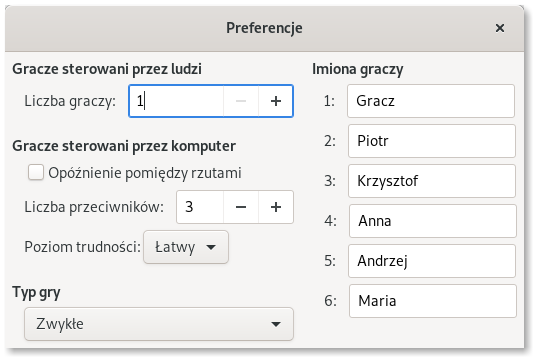 Preferencje
Gracze sterowani przez ludzi
Liczba graczy: 1
Gracze sterowani przez komputer
Opóźnienie pomiędzy rzutami
Liczba przeciwników: 3
Poziom trudności: Łatwy
Typ gry
Zwykłe
Imiona graczy
1: Gracz
2: Piotr
3: Krzysztof
4: Anna
5: Andrzej
6: Maria